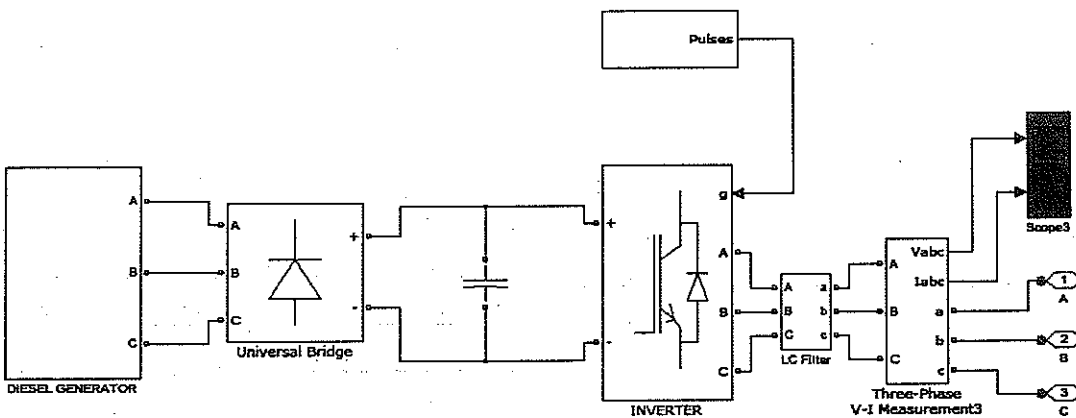 Pulses
g
A
B
C
DIESEL GENERATOR
A
B
C
+
-
Universal Bridge
+
-
A
B
C
INVERTER
A
B
C
a
b
c
LC Filter
A
B
C
Vabc
Iabc
a
b
c
Three-Phase
V-I Measurement3
Scope3
1
A
2
B
3
C